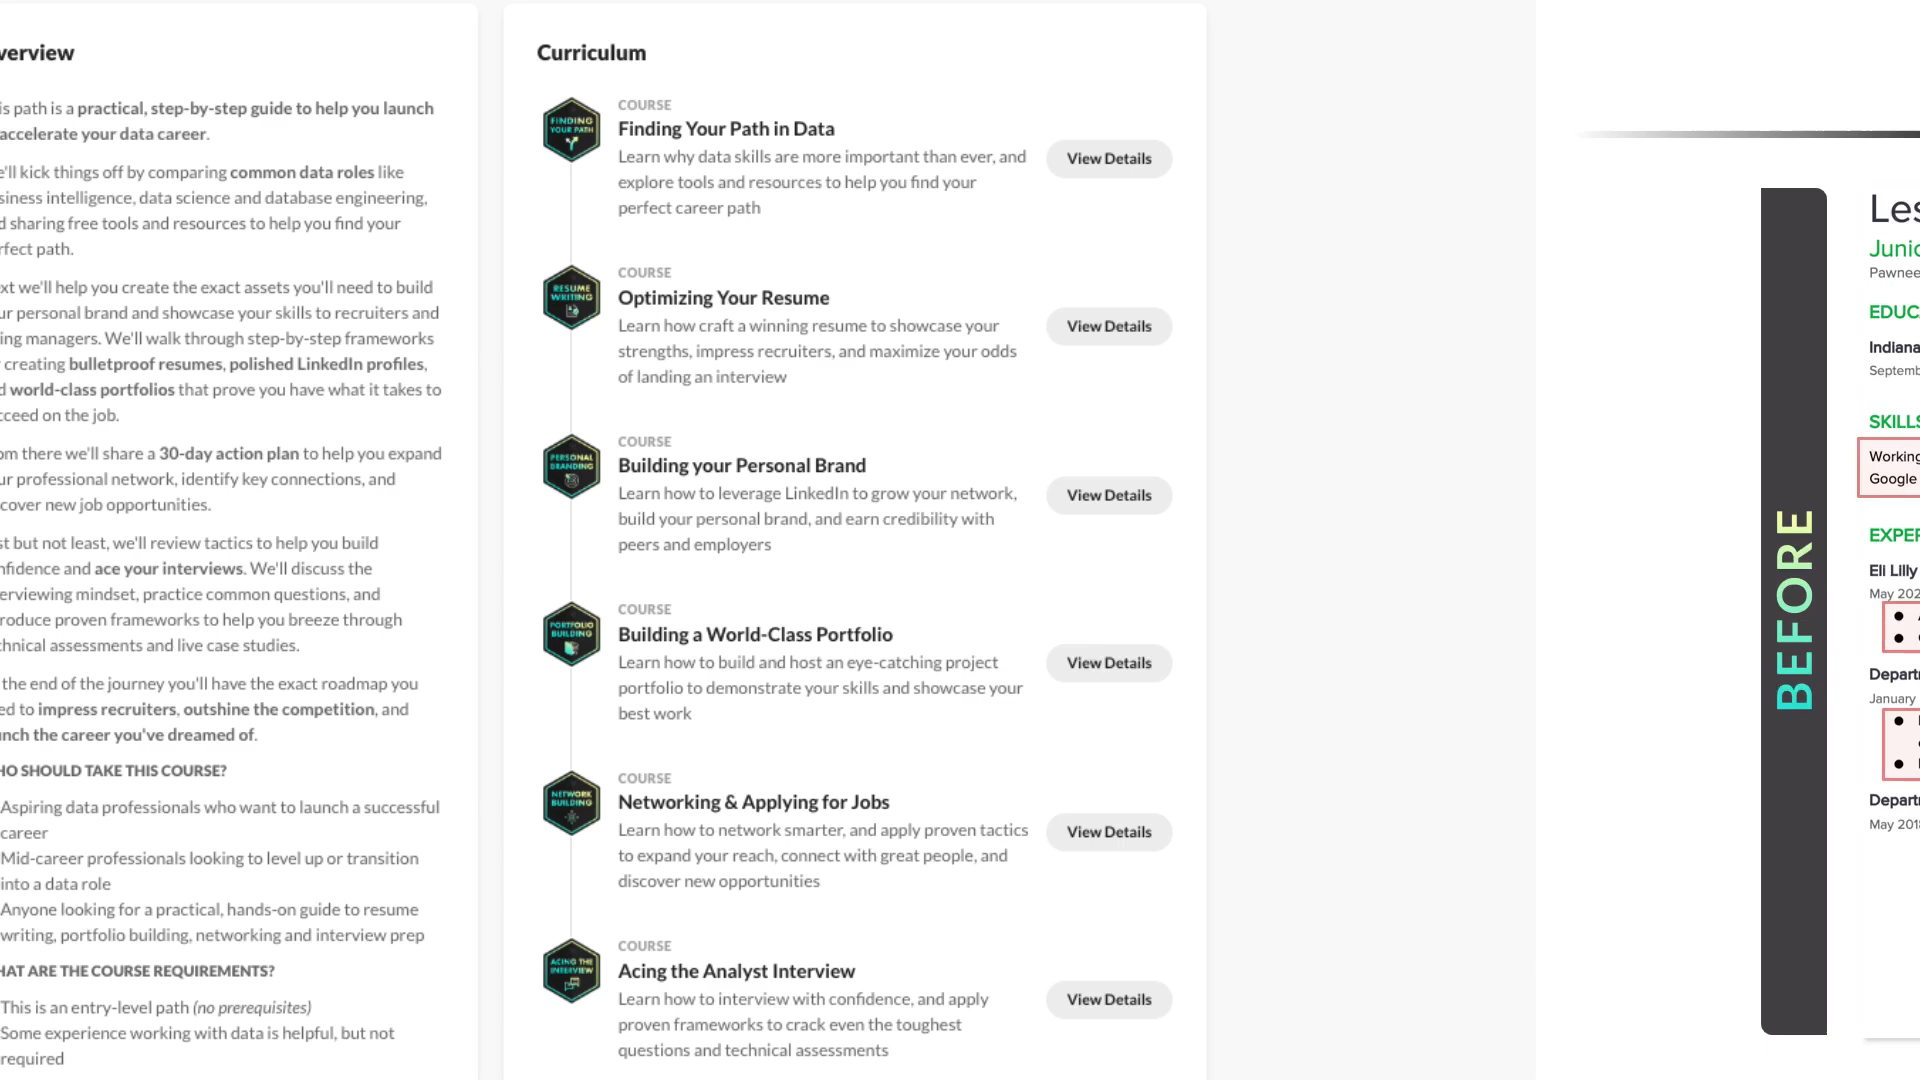 verview
is path is a practical, step-by-step guide to help you launch
accelerate your data career.
e'll kick things off by comparing common data roles like
siness intelligence, data science and database engineering,
d sharing free tools and resources to help you find your
rfect path.
xt we'll help you create the exact assets you'll need to build
ur personal brand and showcase your skills to recruiters and
ing managers. We'll walk through step-by-step frameworks
creating bulletproof resumes, polished LinkedIn profiles,
d world-class portfolios that prove you have what it takes to
cceed on the job.
om there we'll share a 30-day action plan to help you expand
ur professional network, identify key connections, and
cover new job opportunities.
st but not least, we'll review tactics to help you build
nfidence and ace your interviews. We'll discuss the
erviewing mindset, practice common questions, and
roduce proven frameworks to help you breeze through
chnical assessments and live case studies.
the end of the journey you'll have the exact roadmap you
ed to impress recruiters, outshine the competition, and
nch the career you've dreamed of.
HO SHOULD TAKE THIS COURSE?
Aspiring data professionals who want to launch a successful
career
Mid-career professionals looking to level up or transition
into a data role
Anyone looking for a practical, hands-on guide to resume
writing, portfolio building, networking and interview prep
HAT ARE THE COURSE REQUIREMENTS?
This is an entry-level path (no prerequisites)
Some experience working with data is helpful, but not
required
Curriculum
FINDING
YOUR PATH
COURSE
Finding Your Path in Data
Learn why data skills are more important than ever, and
explore tools and resources to help you find your
perfect career path
View Details
RESUME
WRITING
COURSE
Optimizing Your Resume
Learn how craft a winning resume to showcase your
strengths, impress recruiters, and maximize your odds
of landing an interview
View Details
PERSONAL
BRANDING
COURSE
Building your Personal Brand
Learn how to leverage LinkedIn to grow your network,
build your personal brand, and earn credibility with
peers and employers
View Details
PORTFOLIO
BUILDING
COURSE
Building a World-Class Portfolio
Learn how to build and host an eye-catching project
portfolio to demonstrate your skills and showcase your
best work
View Details
NETWORK
BUILDING
COURSE
Networking & Applying for Jobs
Learn how to network smarter, and apply proven tactics
to expand your reach, connect with great people, and
discover new opportunities
View Details
ACING THE
INTERVIEW
COURSE
Acing the Analyst Interview
Learn how to interview with confidence, and apply
proven frameworks to crack even the toughest
questions and technical assessments
View Details
BEFORE
Les
Junio
Pawnee
EDUC
Indiana
Septemb
SKILLS
Working
Google
EXPER
Eli Lilly
May 202
Departm
January
Departm
May 2018